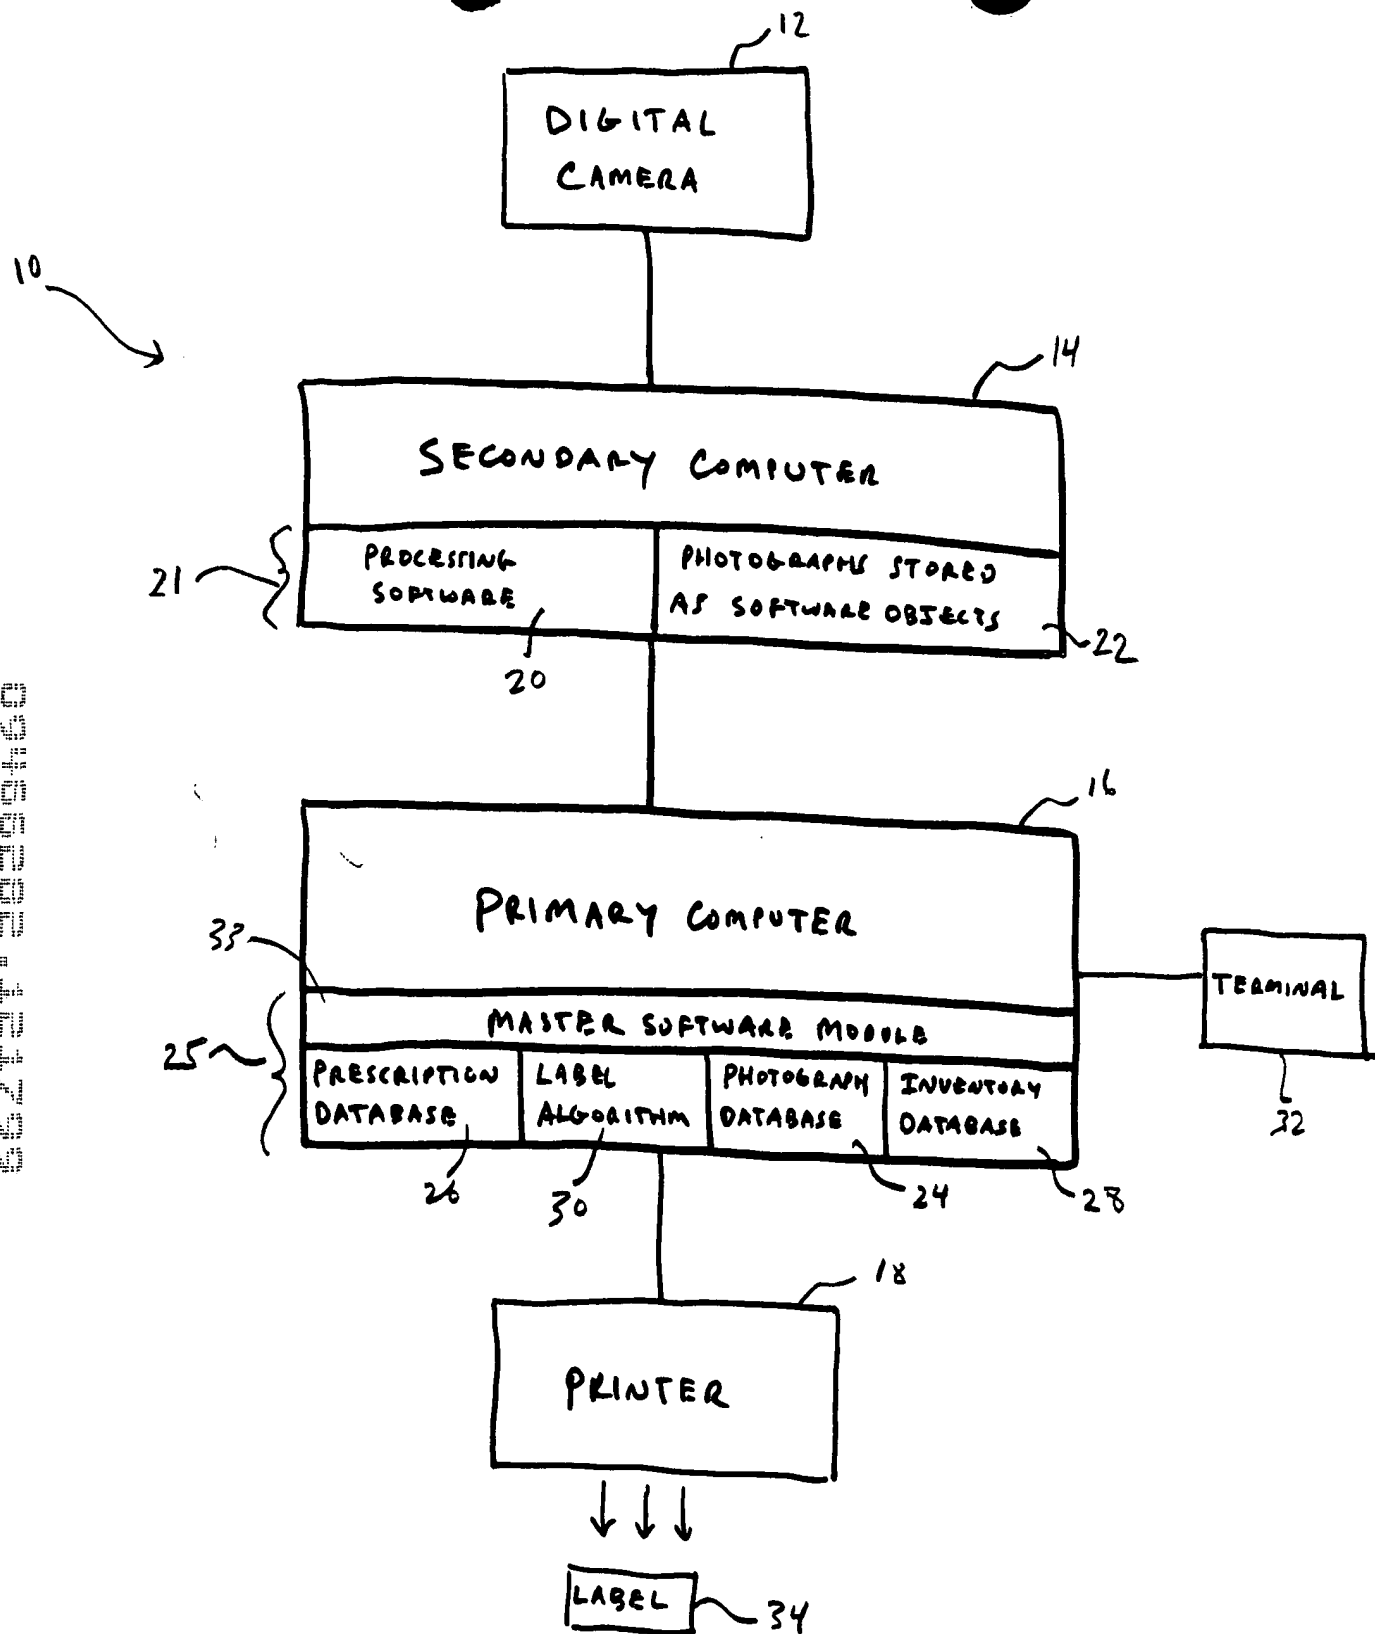 12
DIGITAL
CAMERA
10
14
SECONDARY COMPUTER
21
PROCESSING
SOFTWARE
PHOTOGRAPHS STORED
AS SOFTWARE OBJECTS
20
22
16
PRIMARY COMPUTER
33
TERMINAL
32
MASTER SOFTWARE MODULE
25
PRESCRIPTION
DATABASE
LABEL
ALGORITHM
PHOTOGRAPH
DATABASE
INVENTORY
DATABASE
26
30
24
28
18
PRINTER
LABEL
34